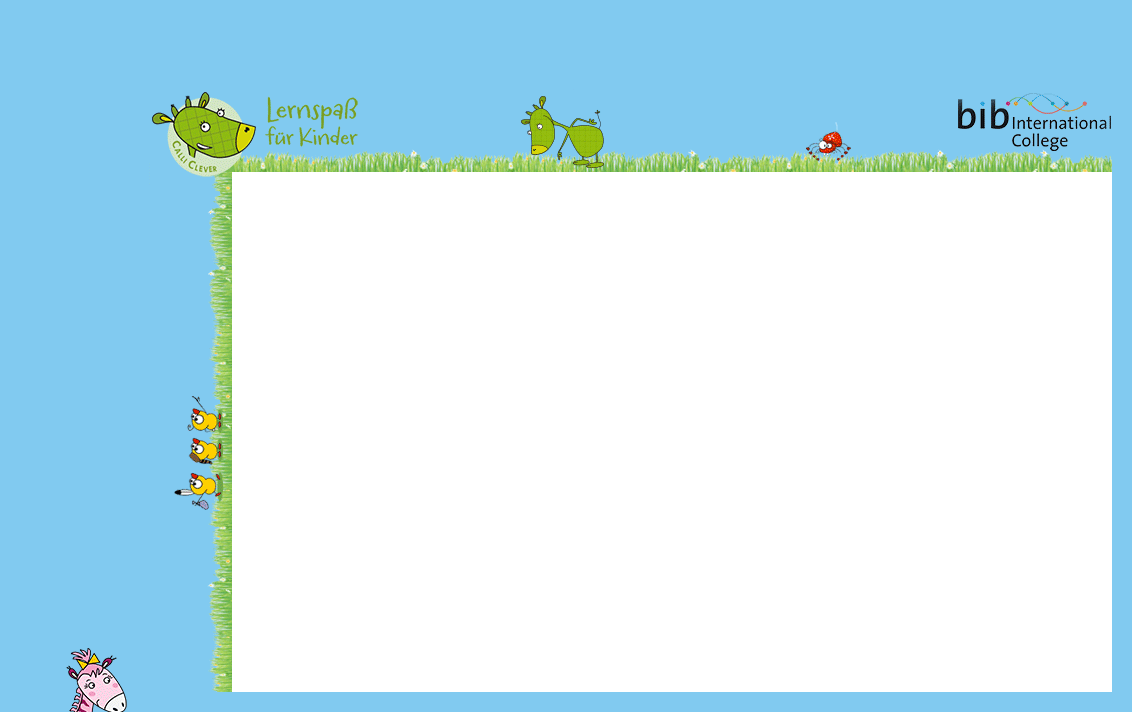 Lernspaß
für Kinder
CALLI CLEVER
bib International
College